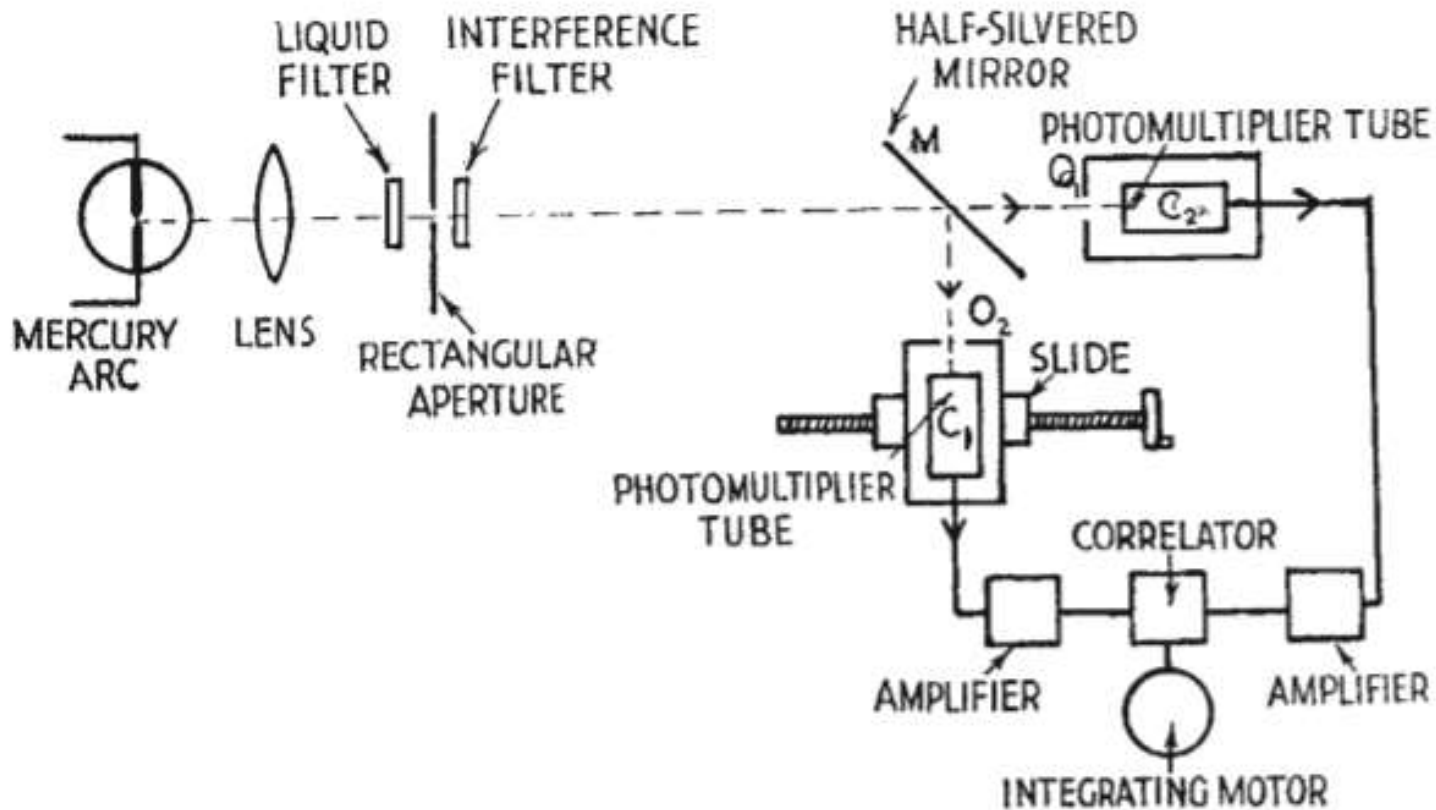 LIQUID
FILTER
INTERFERENCE
FILTER
HALF-SILVERED
MIRROR
M
PHOTOMULTIPLIER TUBE
O₁
C₂
MERCURY
ARC
LENS
RECTANGULAR
APERTURE
O₂
SLIDE
C₁
PHOTOMULTIPLIER
TUBE
CORRELATOR
AMPLIFIER
AMPLIFIER
INTEGRATING MOTOR